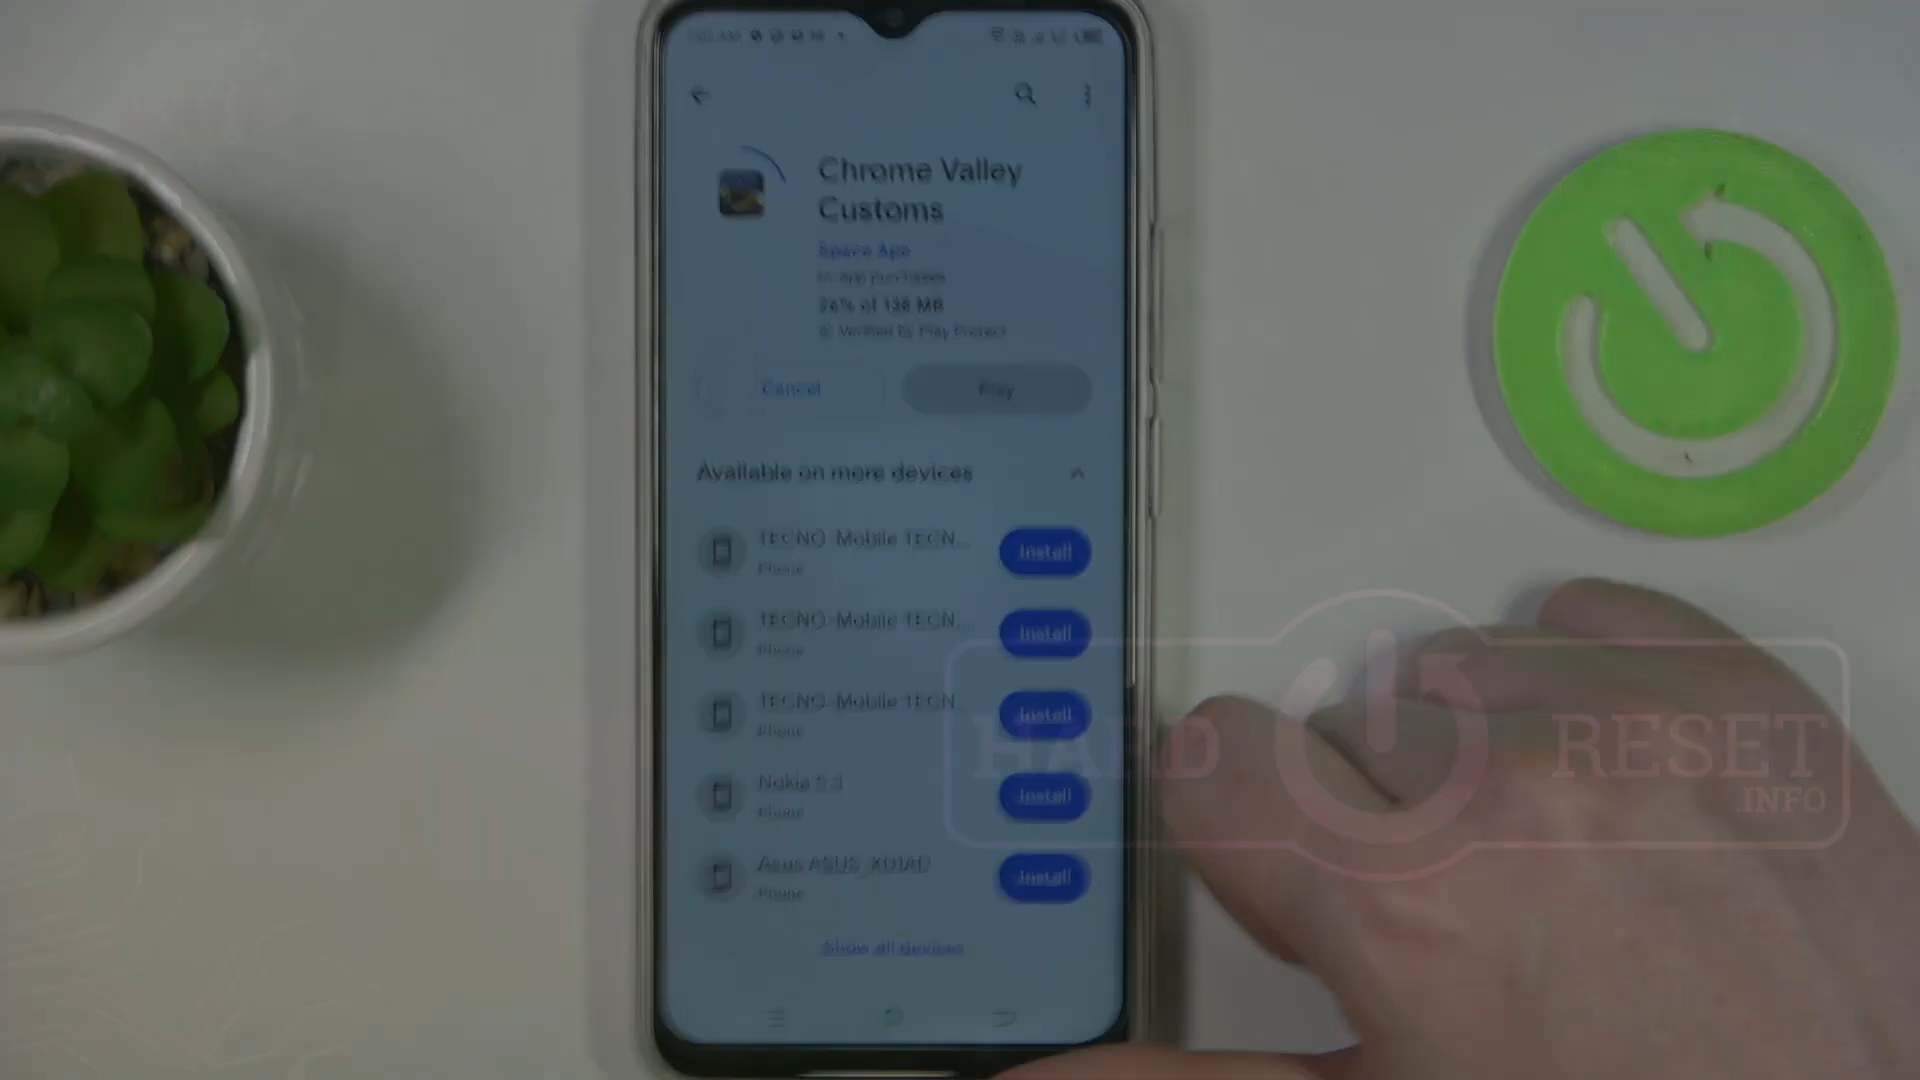 Chrome Valley
Customs
Space Ape
In-app purchases
26% of 138 MB
Verified by Play Protect
Cancel
Play
Available on more devices
TECNO-Mobile TECN...
Phone
Install
TECNO-Mobile TECN...
Phone
Install
TECNO-Mobile TECN
Phone
Install
Nokia 5.3
Phone
Install
Asus ASUS_X01AD
Phone
Install
Show all devices
HARD RESET
.INFO